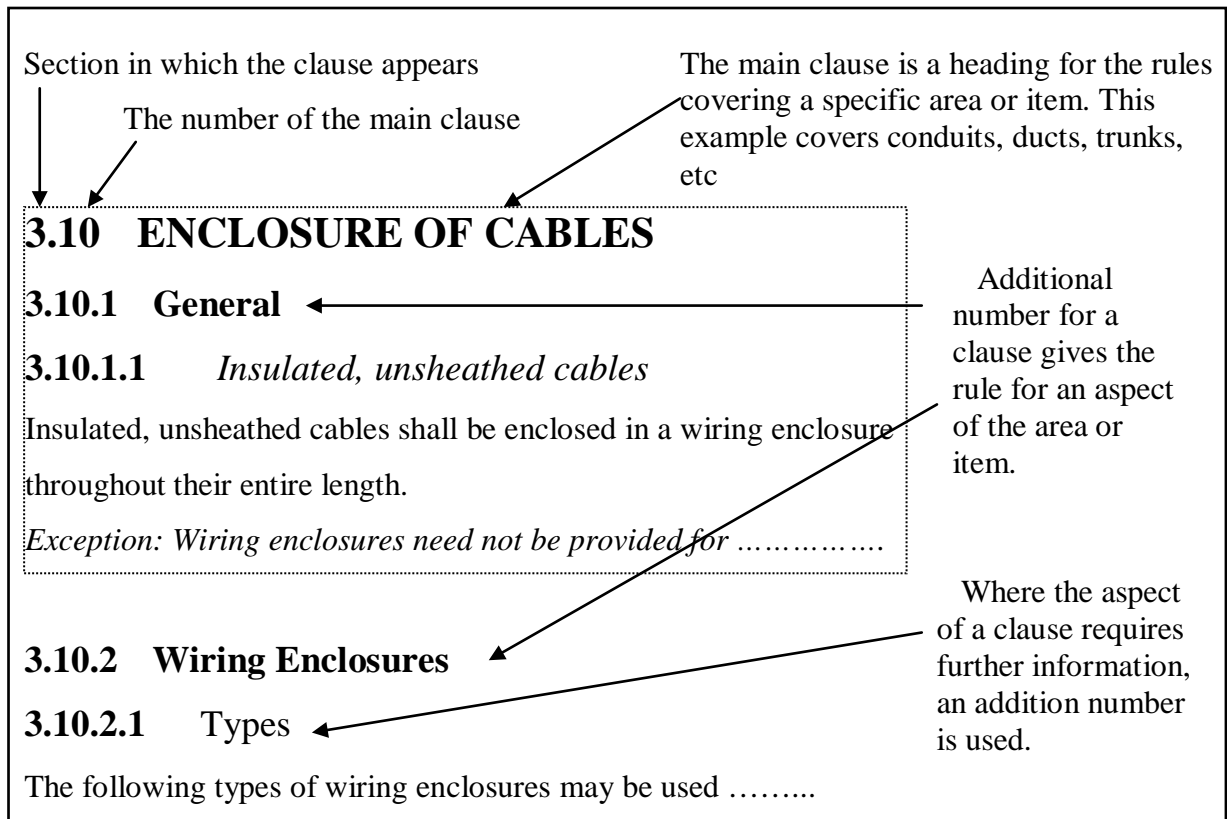 Section in which the clause appears
The number of the main clause
The main clause is a heading for the rules
covering a specific area or item. This
example covers conduits, ducts, trunks,
etc
3.10 ENCLOSURE OF CABLES
3.10.1 General
3.10.1.1 Insulated, unsheathed cables
Insulated, unsheathed cables shall be enclosed in a wiring enclosure
throughout their entire length.
Exception: Wiring enclosures need not be provided for …………….
Additional
number for a
clause gives the
rule for an aspect
of the area or
item.
3.10.2 Wiring Enclosures
3.10.2.1 Types
The following types of wiring enclosures may be used ……...
Where the aspect
of a clause requires
further information,
an addition number
is used.